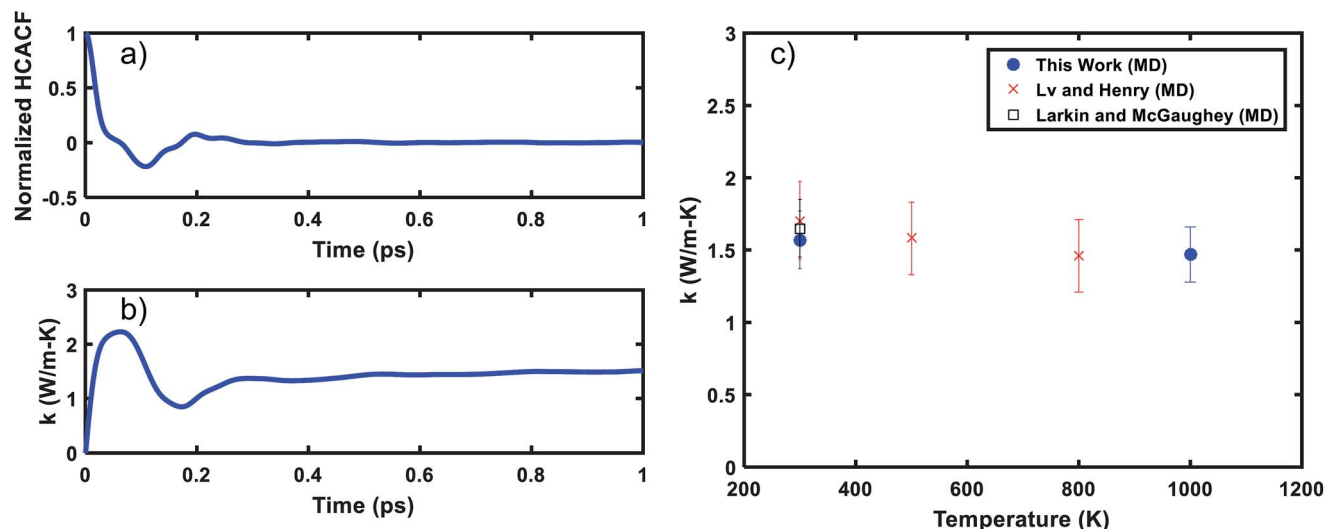 a)
Normalized HCACF
1
0.5
0
-0.5
0 0.2 0.4 0.6 0.8 1
Time (ps)
b)
k (W/m-K)
3
2
1
0
0 0.2 0.4 0.6 0.8 1
Time (ps)
c)
This Work (MD)
Lv and Henry (MD)
Larkin and McGaughey (MD)
k (W/m-K)
3
2.5
2
1.5
1
0.5
0
200 400 600 800 1000 1200
Temperature (K)